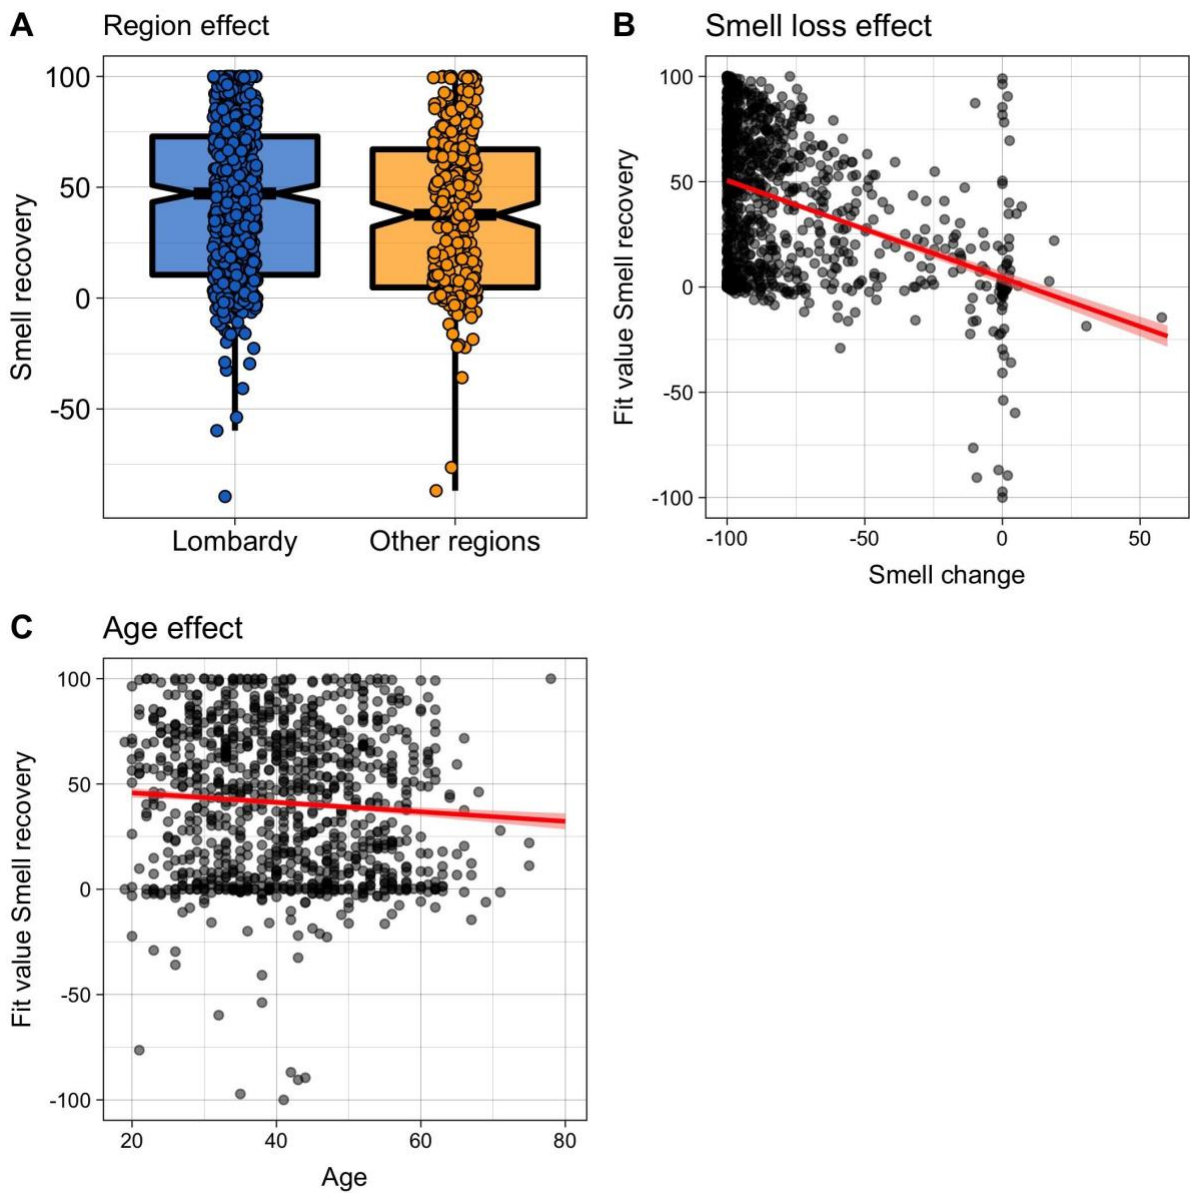 A Region effect
Smell recovery
100
50
0
-50
Lombardy Other regions
B Smell loss effect
Fit value Smell recovery
100
50
0
-50
-100
-100 -50 0 50
Smell change
C Age effect
Fit value Smell recovery
100
50
0
-50
-100
20 40 60 80
Age